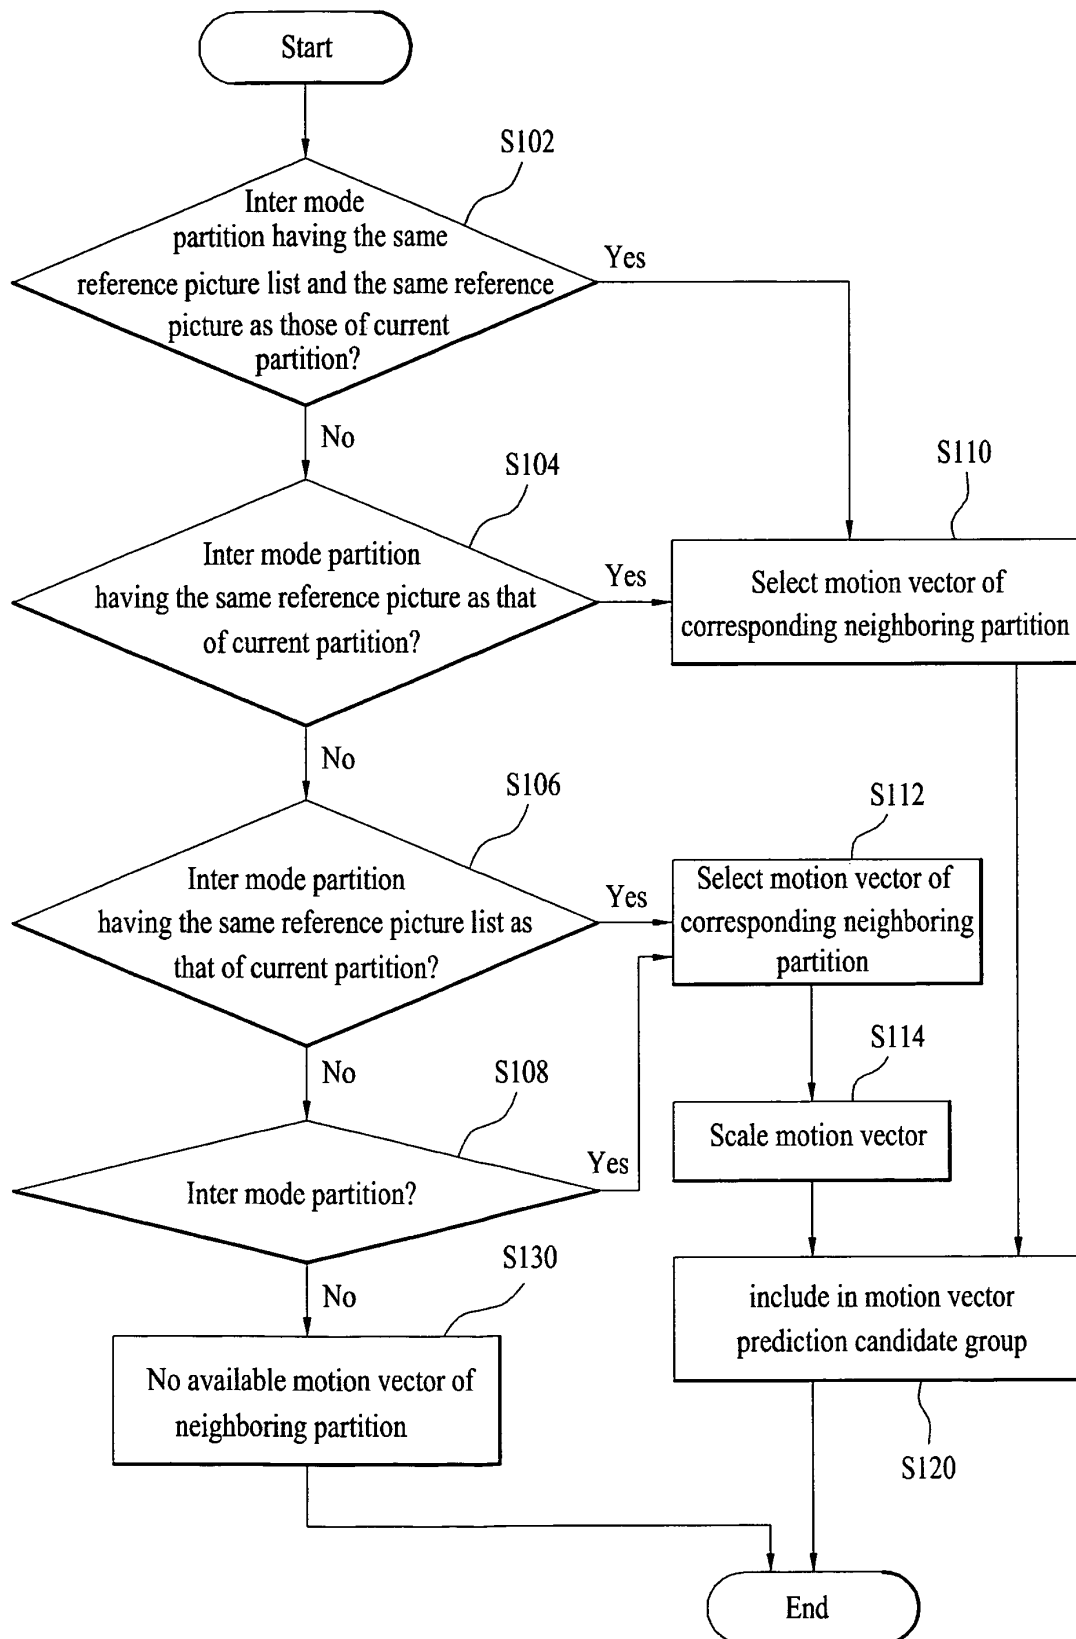 Start
S102
Inter mode
partition having the same
reference picture list and the same reference
picture as those of current
partition?
Yes
No
S104
Inter mode partition
having the same reference picture as that
of current partition?
Yes
S110
Select motion vector of
corresponding neighboring partition
No
S106
Inter mode partition
having the same reference picture list as
that of current partition?
Yes
S112
Select motion vector of
corresponding neighboring
partition
No
S108
Inter mode partition?
Yes
S114
Scale motion vector
No
S130
No available motion vector of
neighboring partition
include in motion vector
prediction candidate group
S120
End